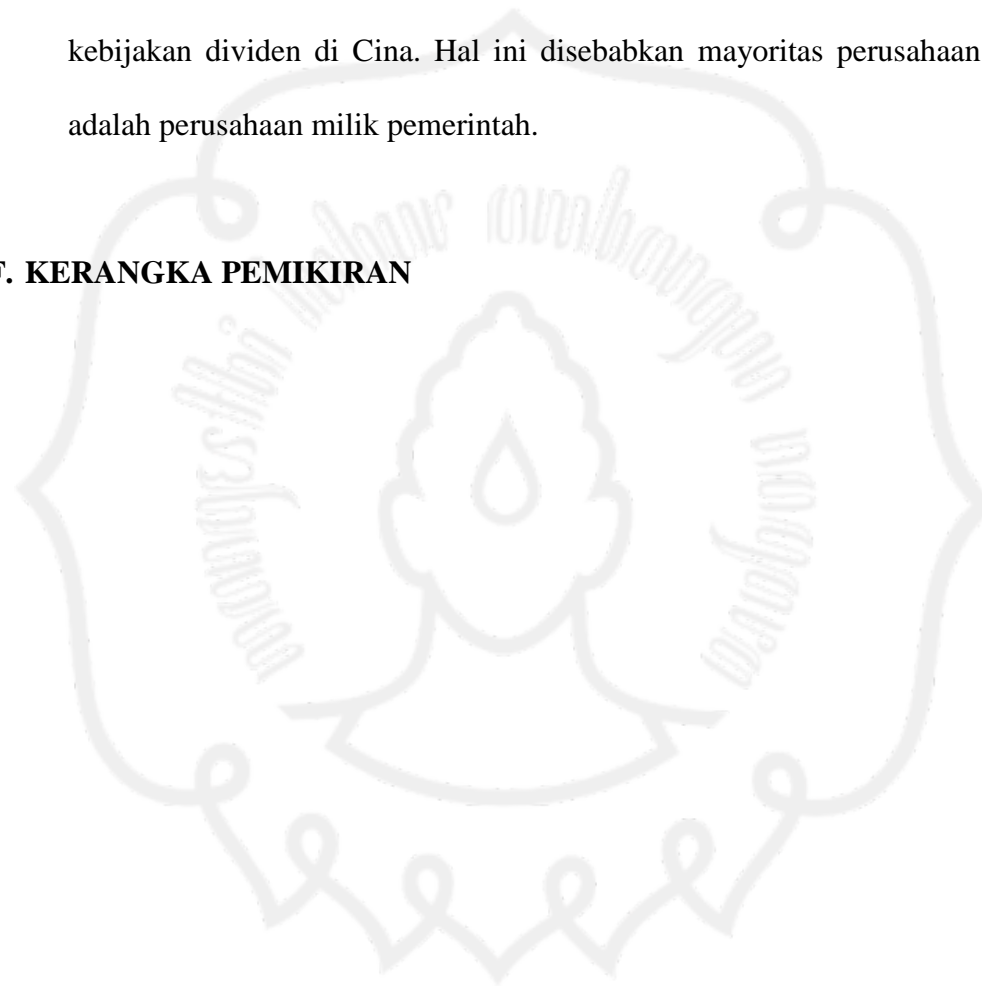 kebijakan dividen di Cina. Hal ini disebabkan mayoritas perusahaan
adalah perusahaan milik pemerintah.
F. KERANGKA PEMIKIRAN